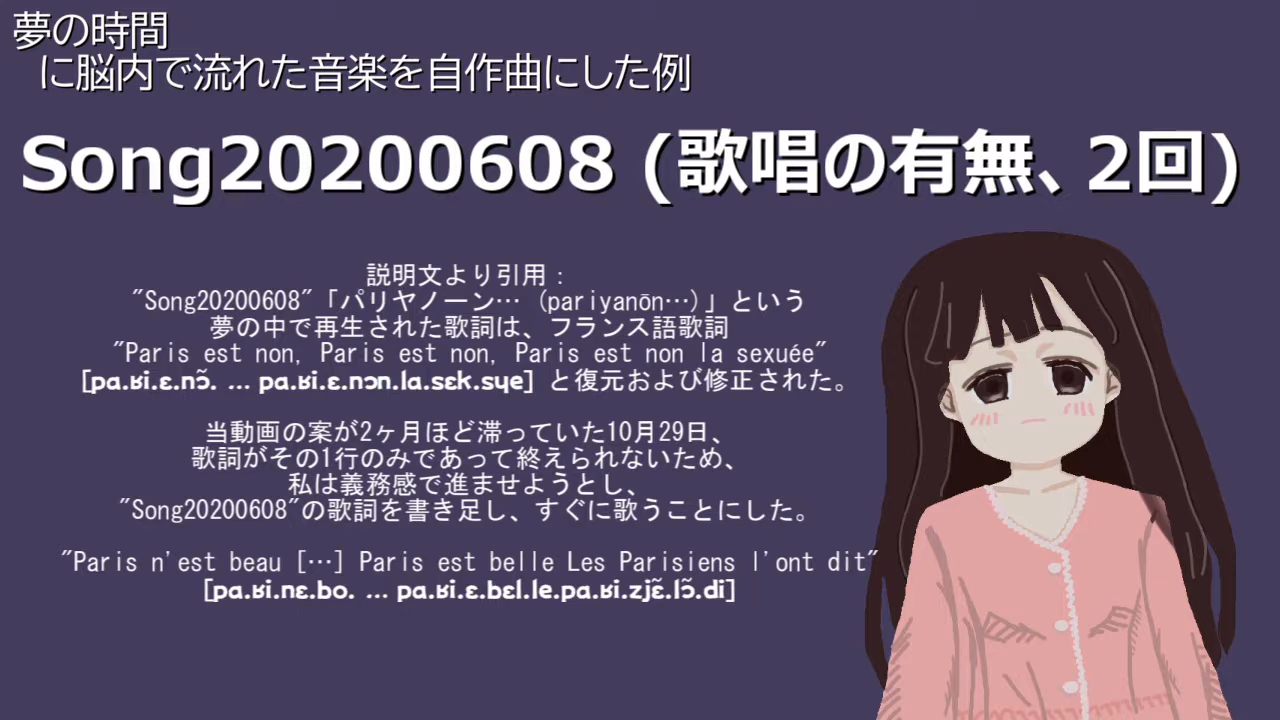 夢の時間
に脳内で流れた音楽を自作曲にした例
Song20200608 (歌唱の有無、2回)
説明文より引用：
"Song20200608"「パリヤノーン… (pariyanōn…)」という
夢の中で再生された歌詞は、フランス語歌詞
"Paris est non, Paris est non, Paris est non la sexuée"
[pa.ʁi.ɛ.nɔ̃. ... pa.ʁi.ɛ.nɔn.la.sɛk.sɥe] と復元および修正された。
当動画の案が2ヶ月ほど滞っていた10月29日、
歌詞がその1行のみであって終えられないため、
私は義務感で進ませようとし、
"Song20200608"の歌詞を書き足し、すぐに歌うことにした。
"Paris n'est beau […] Paris est belle Les Parisiens l'ont dit"
[pa.ʁi.nɛ.bo. ... pa.ʁi.ɛ.bɛl.le.pa.ʁi.zjɛ̃.lɔ̃.di]